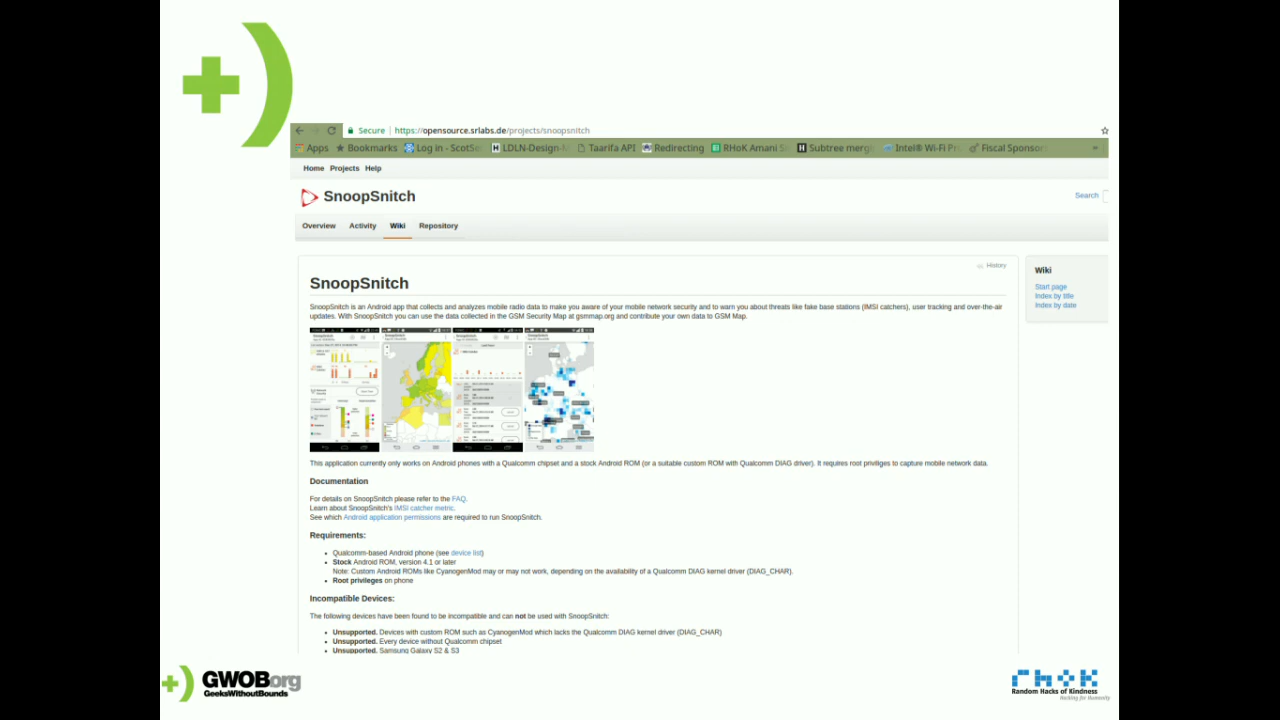 Secure https://opensource.srlabs.de/projects/snoopsnitch
Apps Bookmarks Log in - ScotSe LDLN-Design- Taarifa API Redirecting RHoK Amani S Subtree merg Intel® Wi-Fi Pr Fiscal Sponsor
Home Projects Help
SnoopSnitch
Search
Overview Activity Wiki Repository
History
Wiki
Start page
Index by title
Index by date
SnoopSnitch
SnoopSnitch is an Android app that collects and analyzes mobile radio data to make you aware of your mobile network security and to warn you about threats like fake base stations (IMSI catchers), user tracking and over-the-air
updates. With SnoopSnitch you can use the data collected in the GSM Security Map at gsmmap.org and contribute your own data to GSM Map.
This application currently only works on Android phones with a Qualcomm chipset and a stock Android ROM (or a suitable custom ROM with Qualcomm DIAG driver). It requires root priviliges to capture mobile network data.
Documentation
For details on SnoopSnitch please refer to the FAQ.
Learn about SnoopSnitch's IMSI catcher metric.
See which Android application permissions are required to run SnoopSnitch.
Requirements:
• Qualcomm-based Android phone (see device list)
• Stock Android ROM, version 4.1 or later
Note: Custom Android ROMs like CyanogenMod may or may not work, depending on the availability of a Qualcomm DIAG kernel driver (DIAG_CHAR).
• Root privileges on phone
Incompatible Devices:
The following devices have been found to be incompatible and can not be used with SnoopSnitch:
• Unsupported. Devices with custom ROM such as CyanogenMod which lacks the Qualcomm DIAG kernel driver (DIAG_CHAR)
• Unsupported. Every device without Qualcomm chipset
• Unsupported. Samsung Galaxy S2 & S3
GWOBorg
GeeksWithoutBounds
rhok
Random Hacks of Kindness
Hacking for Humanity